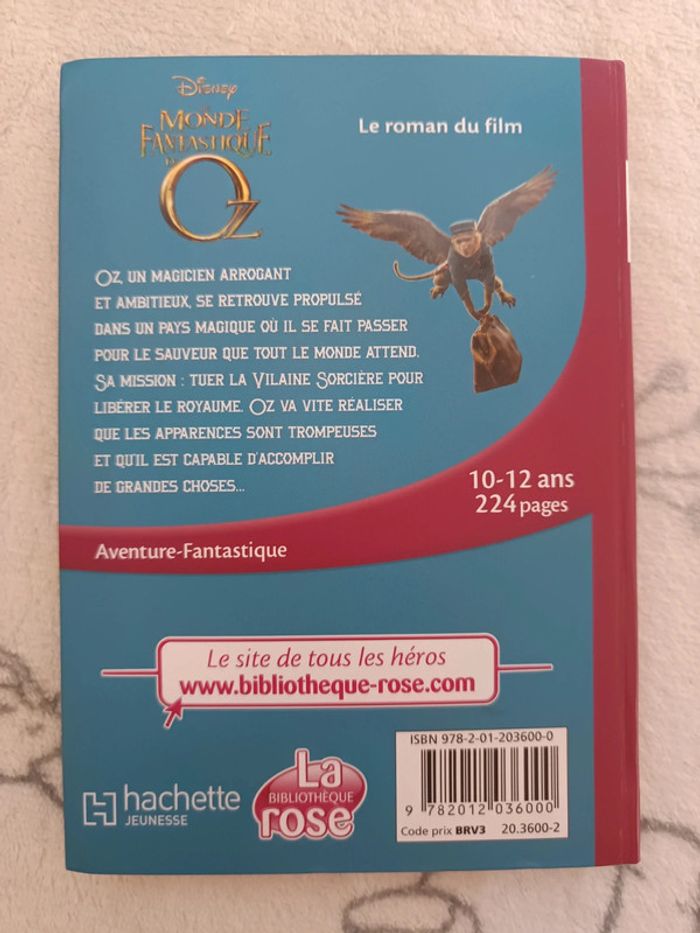 Disney
LE MONDE
FANTASTIQUE
D'OZ
Le roman du film
OZ, UN MAGICIEN ARROGANT
ET AMBITIEUX, SE RETROUVE PROPULSÉ
DANS UN PAYS MAGIQUE OÙ IL SE FAIT PASSER
POUR LE SAUVEUR QUE TOUT LE MONDE ATTEND.
SA MISSION : TUER LA VILAINE SORCIÈRE POUR
LIBÉRER LE ROYAUME. OZ VA VITE RÉALISER
QUE LES APPARENCES SONT TROMPEUSES
ET QU'IL EST CAPABLE D'ACCOMPLIR
DE GRANDES CHOSES...
10-12 ans
224 pages
Aventure-Fantastique
Le site de tous les héros
www.bibliotheque-rose.com
hachette
JEUNESSE
La
BIBLIOTHÈQUE
rose
ISBN 978-2-01-203600-0
9 782012 036000
Code prix BRV3 20.3600-2